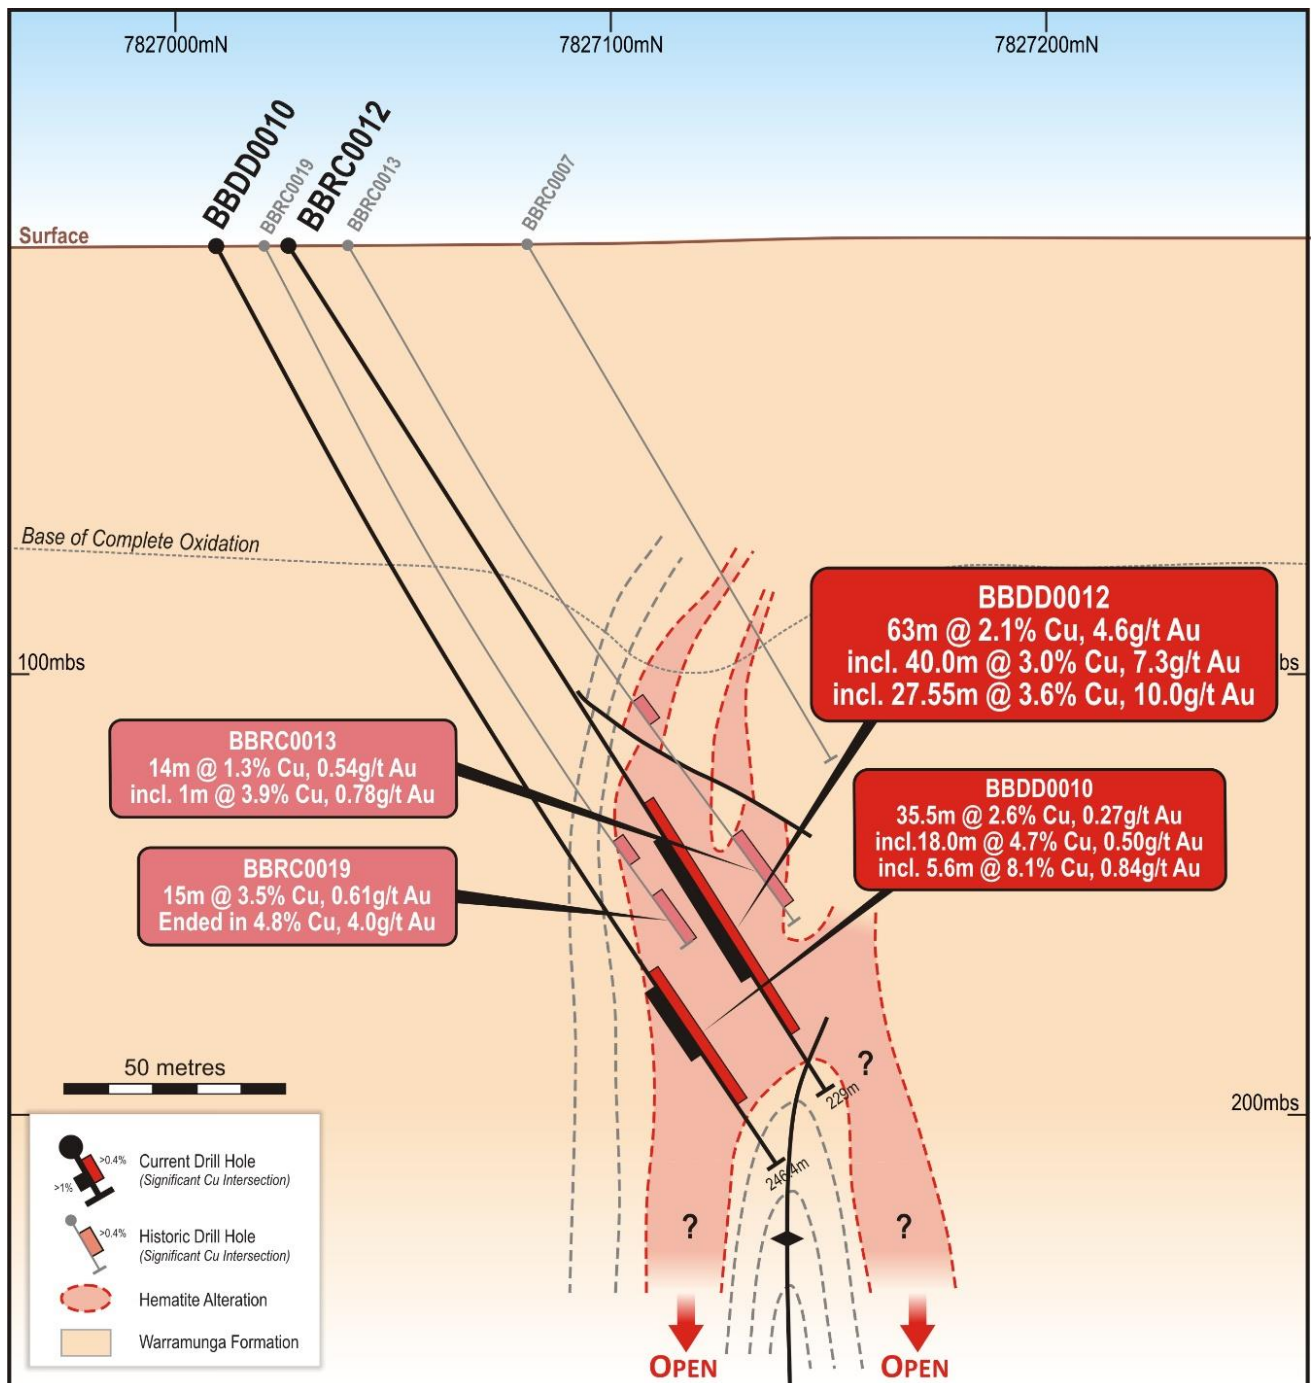 7827000mN
7827100mN
7827200mN
BBDD0010
BBRC0019
BBRC0012
BBRC0013
BBRC0007
Surface
Base of Complete Oxidation
100mbs
bs
BBDD0012
63m @ 2.1% Cu, 4.6g/t Au
incl. 40.0m @ 3.0% Cu, 7.3g/t Au
incl. 27.55m @ 3.6% Cu, 10.0g/t Au
BBRC0013
14m @ 1.3% Cu, 0.54g/t Au
incl. 1m @ 3.9% Cu, 0.78g/t Au
BBDD0010
35.5m @ 2.6% Cu, 0.27g/t Au
incl.18.0m @ 4.7% Cu, 0.50g/t Au
incl. 5.6m @ 8.1% Cu, 0.84g/t Au
BBRC0019
15m @ 3.5% Cu, 0.61g/t Au
Ended in 4.8% Cu, 4.0g/t Au
?
229m
200mbs
246.4m
?
?
50 metres
>0.4%
>1%
Current Drill Hole
(Significant Cu Intersection)
>0.4%
Historic Drill Hole
(Significant Cu Intersection)
Hematite Alteration
Warramunga Formation
OPEN
OPEN